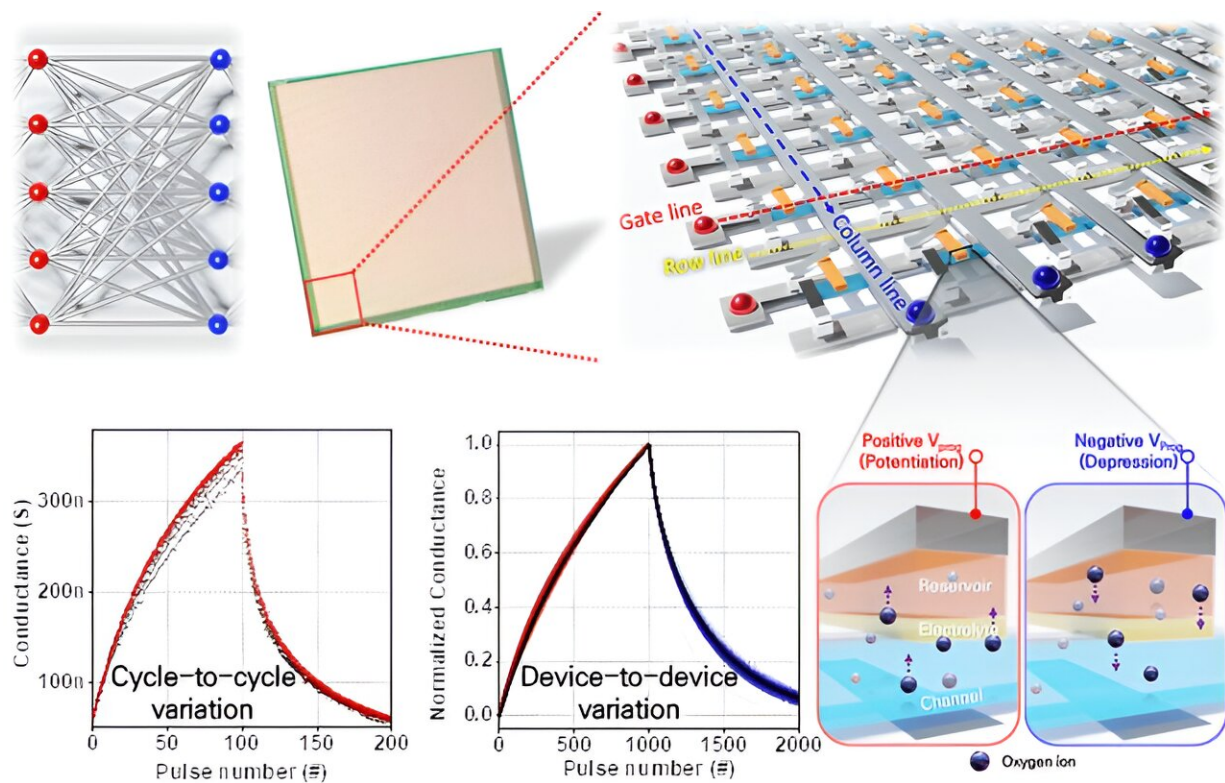 Gate line
Row line
Column line
Conductance (S)
300n
200n
100n
0
50
100
150
200
Pulse number (#)
Cycle-to-cycle
variation
Normalized Conductance
1.0
0.8
0.6
0.4
0.2
0.0
0
500
1000
1500
2000
Pulse number (#)
Device-to-device
variation
Positive V
(Potentiation)
Negative V
(Depression)
Reservoir
Electrolyte
Channel
Oxygen ion